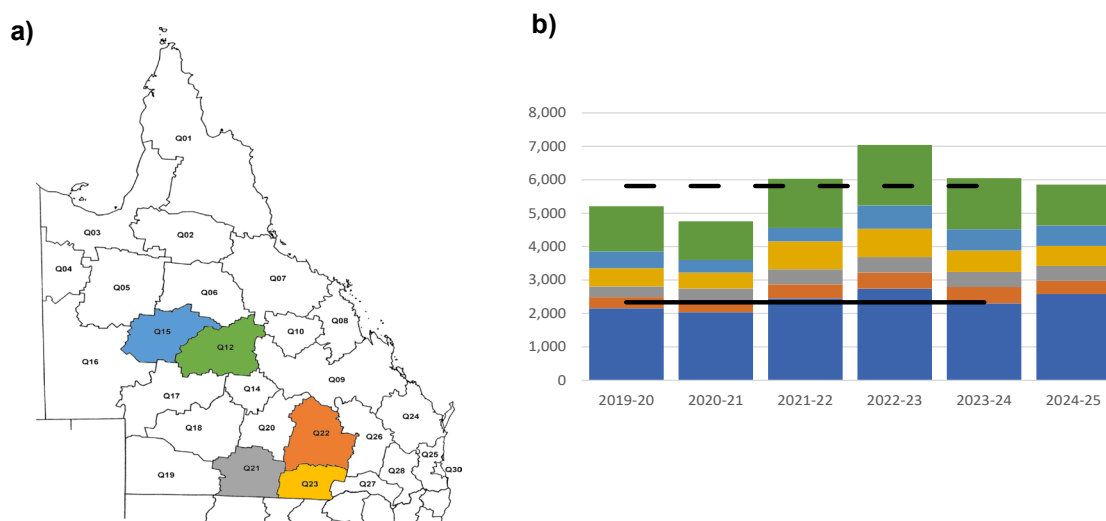 a)
Q01
Q03
Q02
Q04
Q05
Q06
Q07
Q15
Q12
Q10
Q08
Q16
Q09
Q17
Q14
Q24
Q18
Q20
Q22
Q26
Q25
Q19
Q21
Q28
Q30
Q23
Q27
b)
8,000
7,000
6,000
5,000
4,000
3,000
2,000
1,000
0
2019-20 2020-21 2021-22 2022-23 2023-24 2024-25